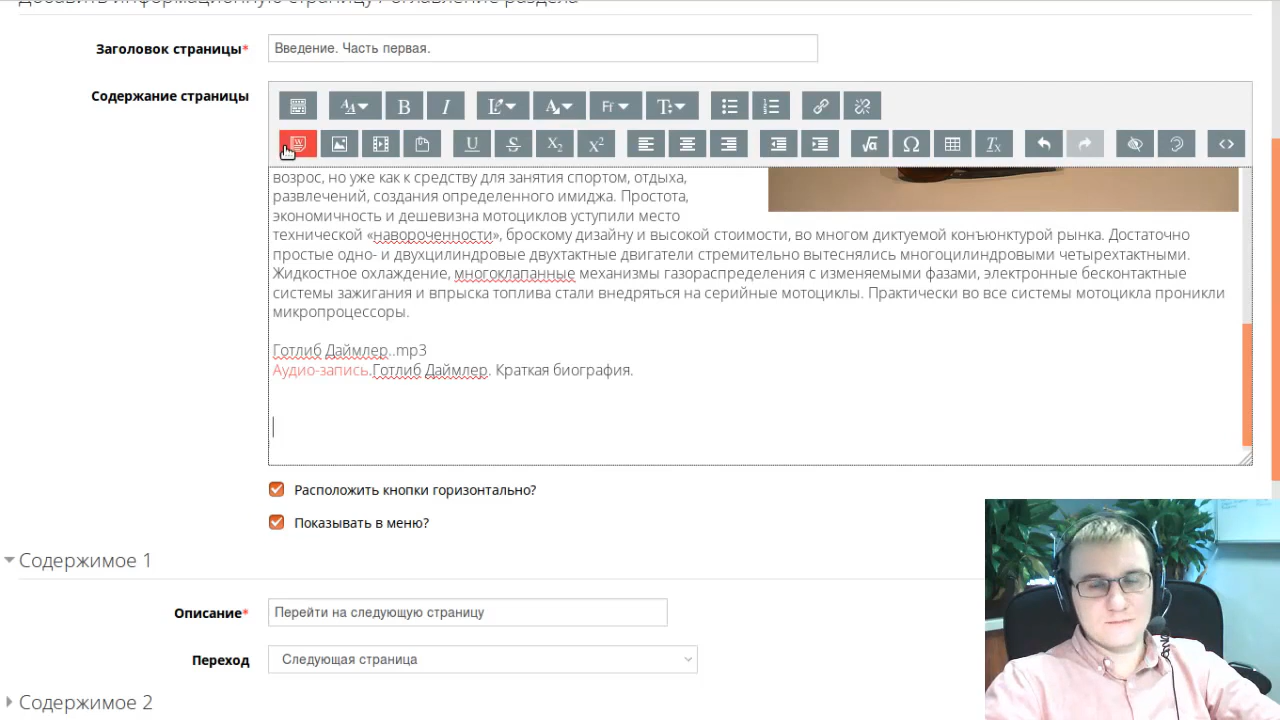 Добавить информационную страницу / оглавление раздела
Заголовок страницы*
Введение. Часть первая.
Содержание страницы
возрос, но уже как к средству для занятия спортом, отдыха,
развлечений, создания определенного имиджа. Простота,
экономичность и дешевизна мотоциклов уступили место
технической «навороченности», броскому дизайну и высокой стоимости, во многом диктуемой конъюнктурой рынка. Достаточно
простые одно- и двухцилиндровые двухтактные двигатели стремительно вытеснялись многоцилиндровыми четырехтактными.
Жидкостное охлаждение, многоклапанные механизмы газораспределения с изменяемыми фазами, электронные бесконтактные
системы зажигания и впрыска топлива стали внедряться на серийные мотоциклы. Практически во все системы мотоцикла проникли
микропроцессоры.
Готлиб Даймлер..mp3
Аудио-запись.Готлиб Даймлер. Краткая биография.
Расположить кнопки горизонтально?
Показывать в меню?
Содержимое 1
Описание*
Перейти на следующую страницу
Переход
Следующая страница
Содержимое 2